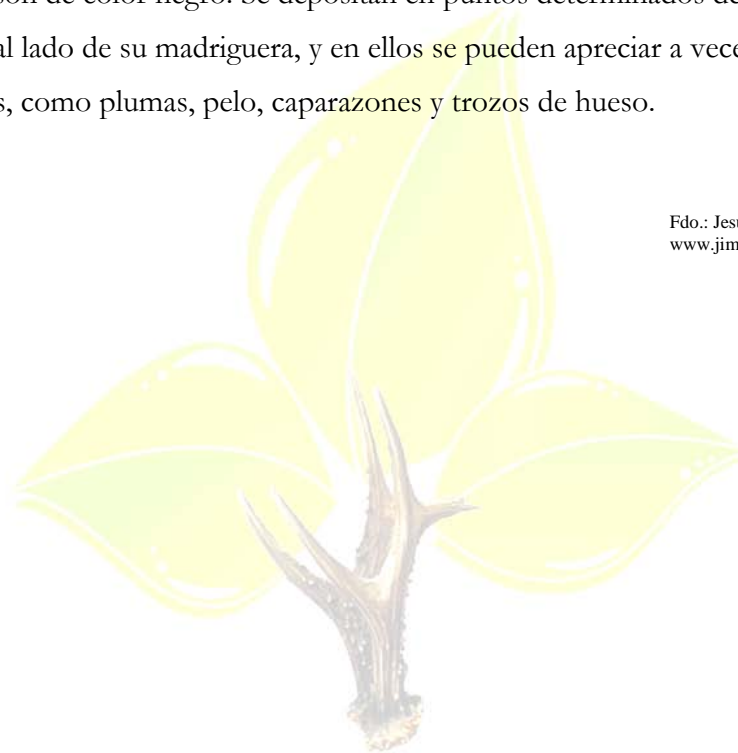 son de color negro. Se depositan en puntos determinados de
al lado de su madriguera, y en ellos se pueden apreciar a vece
s, como plumas, pelo, caparazones y trozos de hueso.
Fdo.: Jesu
www.jim